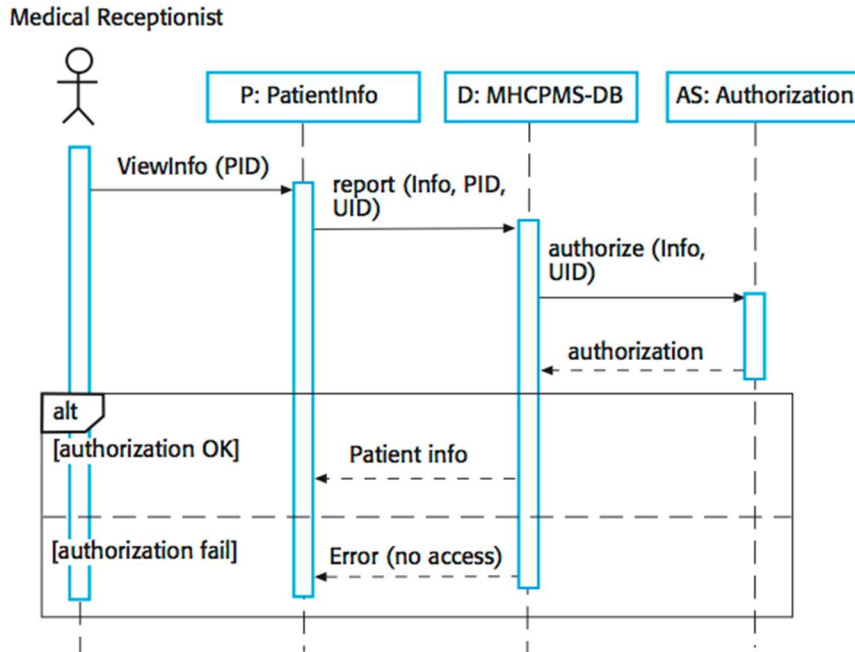 Medical Receptionist
P: PatientInfo
D: MHCPMS-DB
AS: Authorization
ViewInfo (PID)
report (Info, PID,
UID)
authorize (Info,
UID)
authorization
alt
[authorization OK]
Patient info
[authorization fail]
Error (no access)